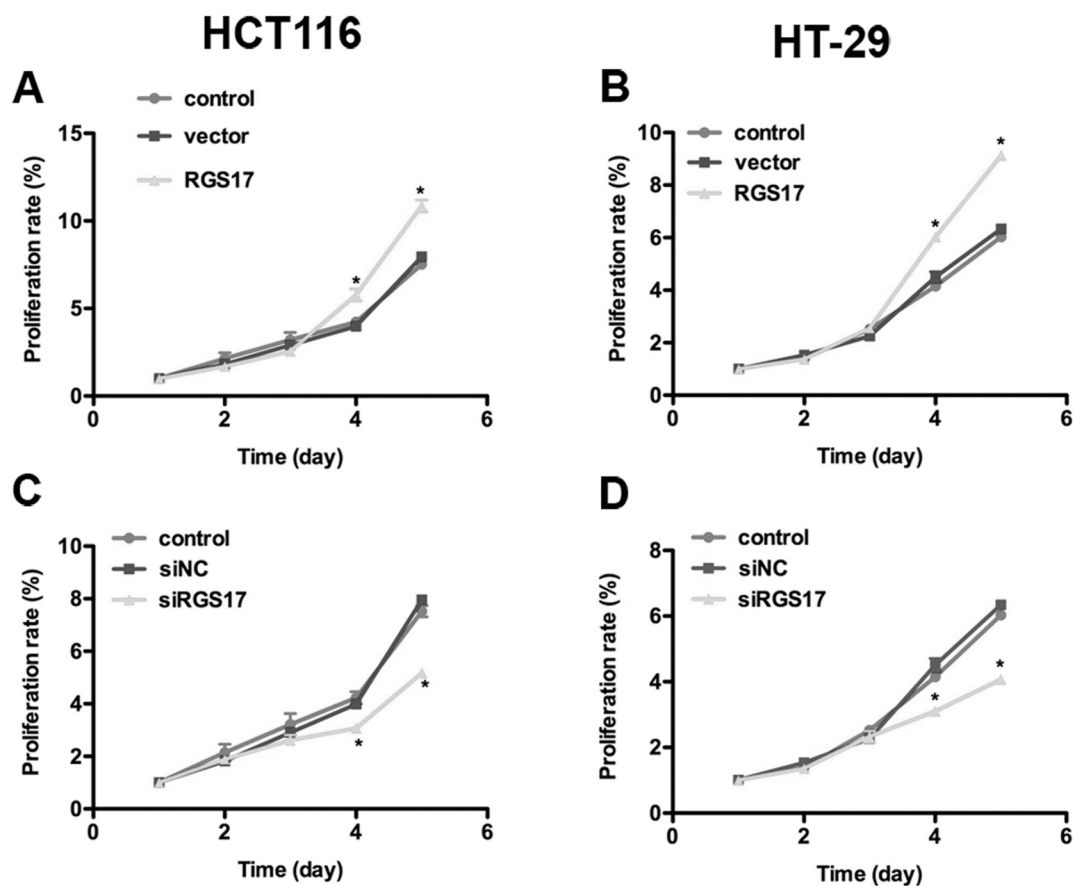 HCT116
HT-29
A
control
vector
RGS17
Proliferation rate (%)
15
10
5
0
*
*
0
2
4
6
Time (day)
B
control
vector
RGS17
Proliferation rate (%)
10
8
6
4
2
0
*
*
0
2
4
6
Time (day)
C
control
siNC
siRGS17
Proliferation rate (%)
10
8
6
4
2
0
*
*
0
2
4
6
Time (day)
D
control
siNC
siRGS17
Proliferation rate (%)
8
6
4
2
0
*
*
0
2
4
6
Time (day)